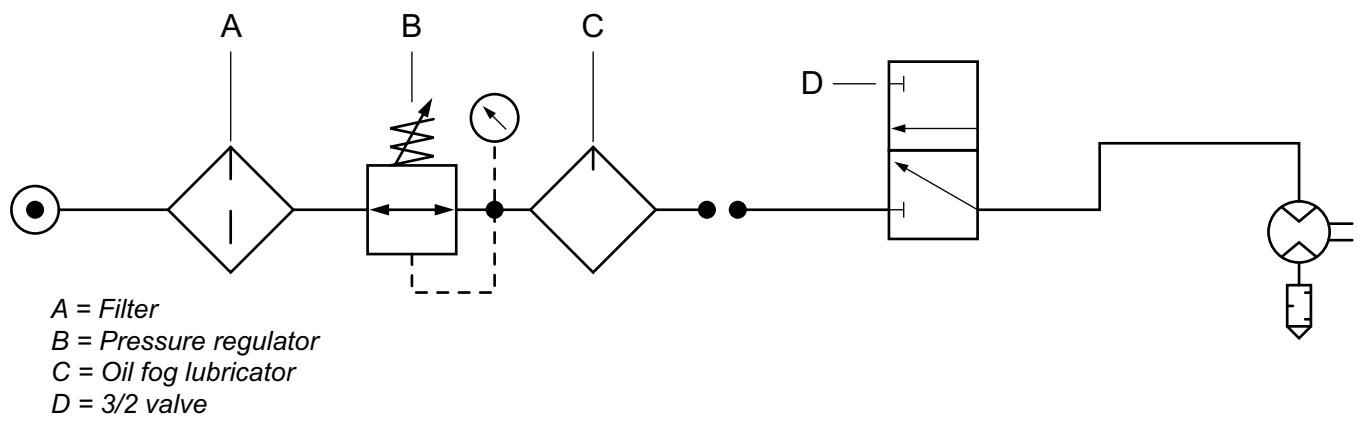 A
B
C
D
A = Filter
B = Pressure regulator
C = Oil fog lubricator
D = 3/2 valve